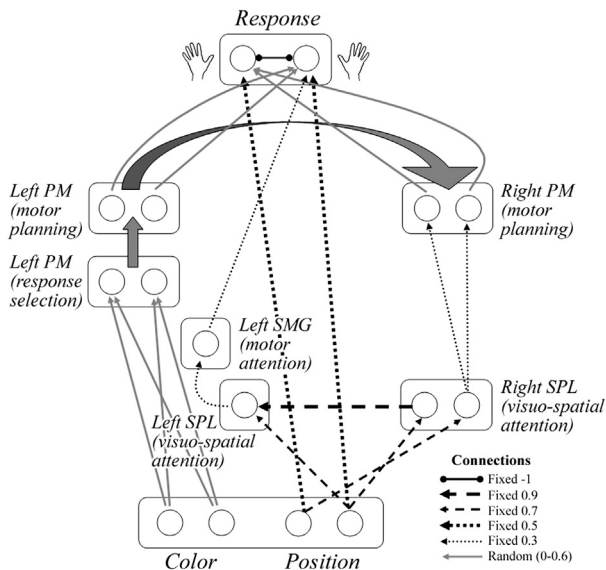 Response
Left PM
(motor
planning)
Right PM
(motor
planning)
Left PM
(response
selection)
Left SMG
(motor
attention)
Left SPL
(visuo-spatial
attention)
Right SPL
(visuo-spatial
attention)
Color
Position
Connections
Fixed -1
Fixed 0.9
Fixed 0.7
Fixed 0.5
Fixed 0.3
Random (0-0.6)